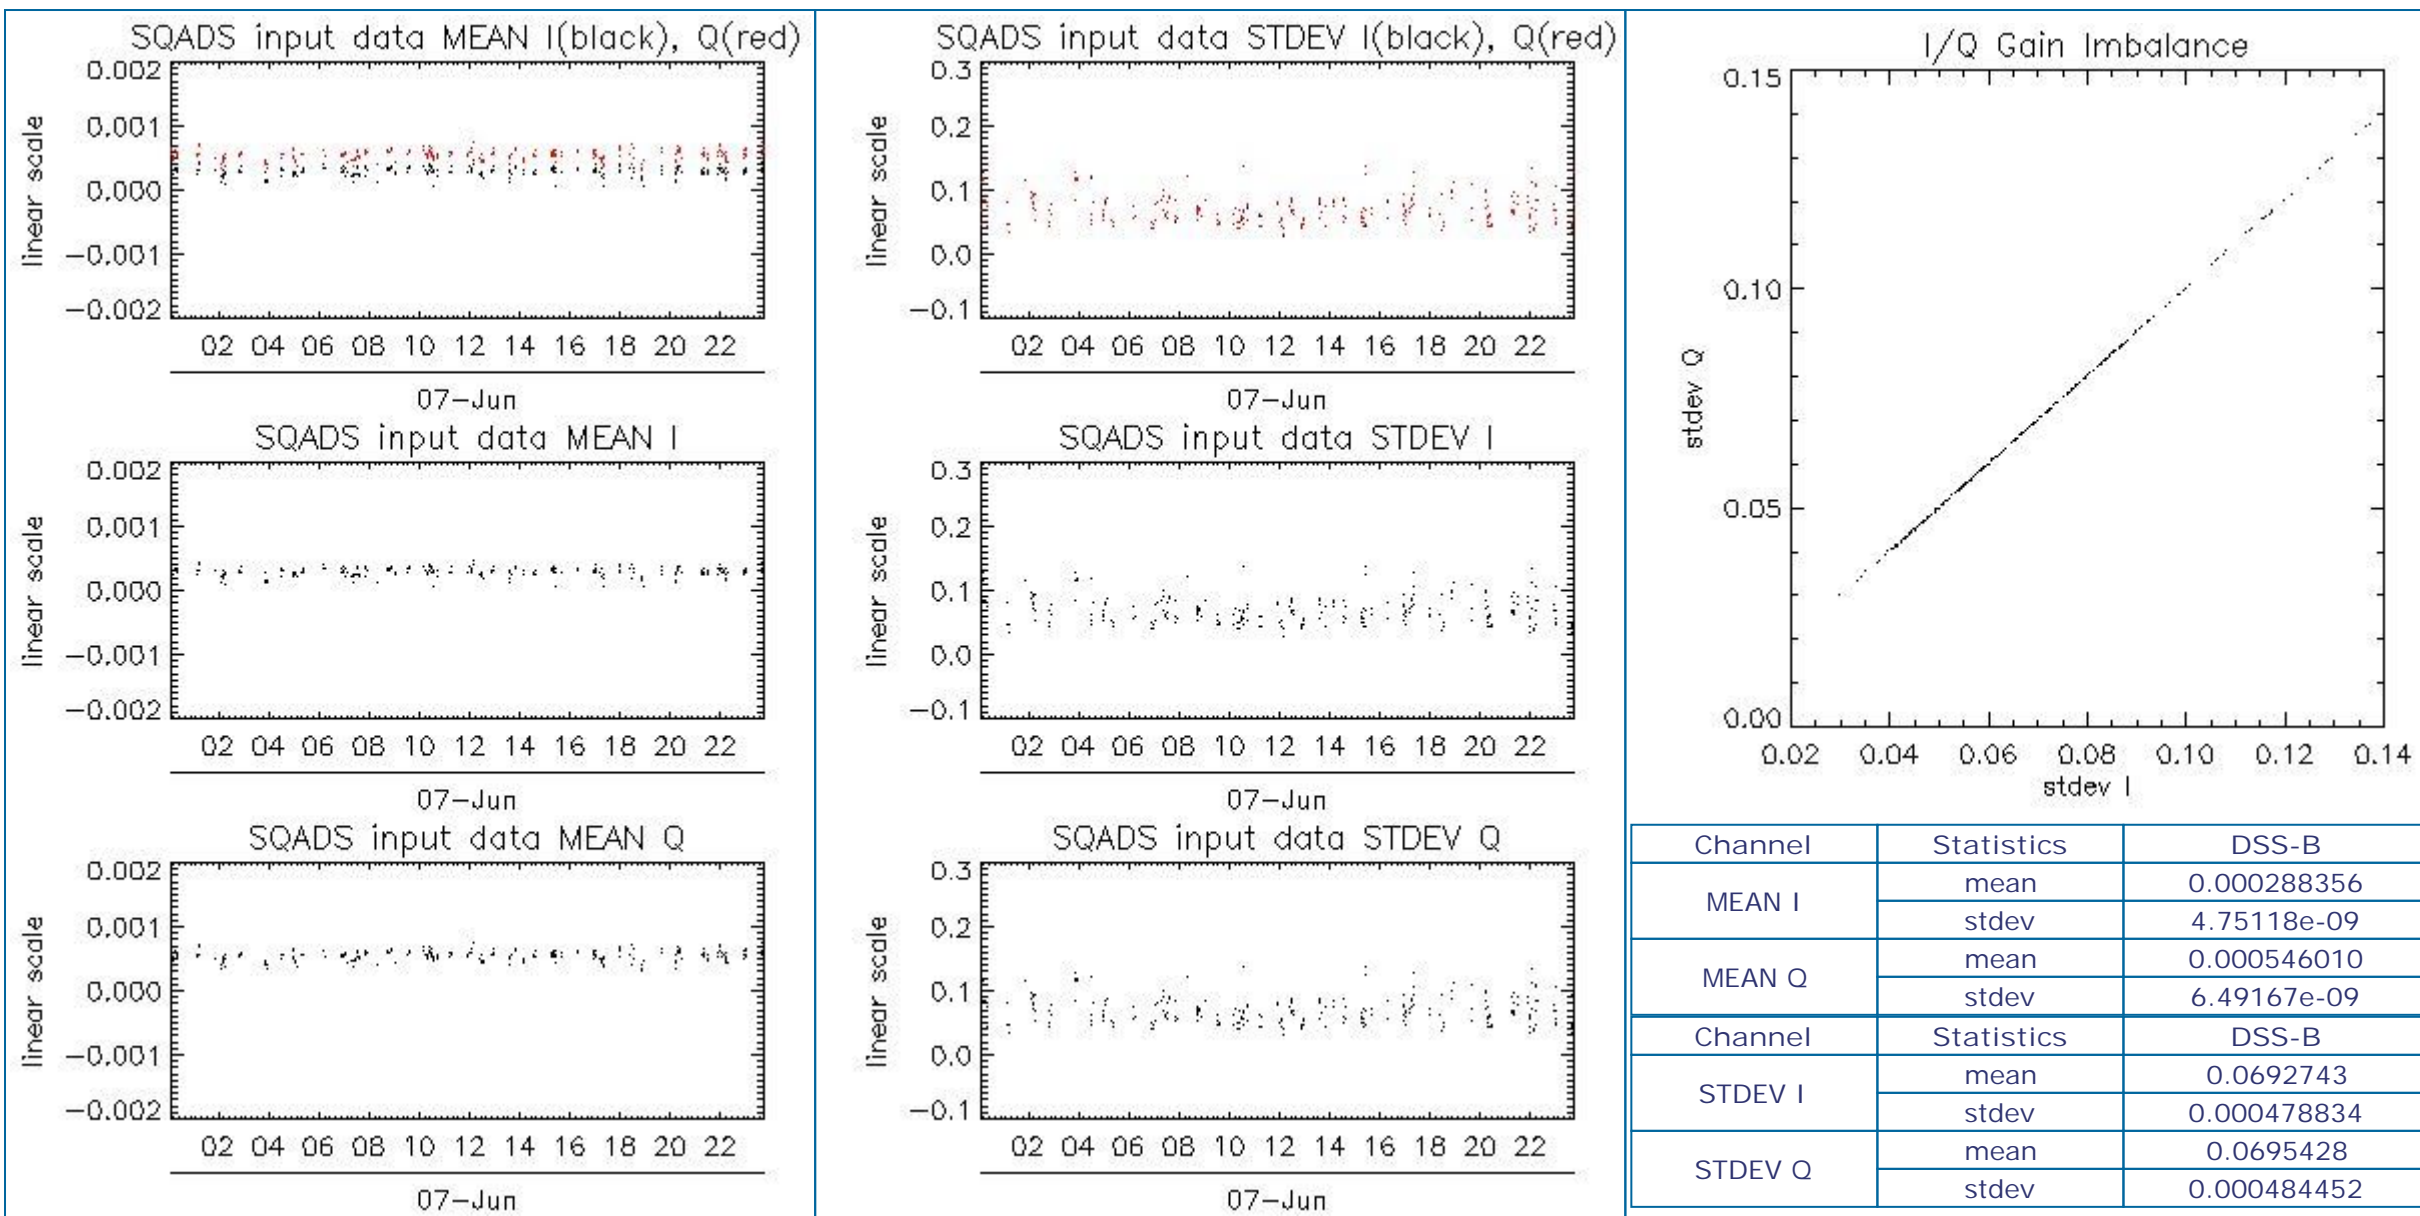 SQADS input data MEAN I(black), Q(red)
0.002
0.001
0.000
-0.001
-0.002
linear scale
02 04 06 08 10 12 14 16 18 20 22
07-Jun
SQADS input data MEAN I
0.002
0.001
0.000
-0.001
-0.002
linear scale
02 04 06 08 10 12 14 16 18 20 22
07-Jun
SQADS input data MEAN Q
0.002
0.001
0.000
-0.001
-0.002
linear scale
02 04 06 08 10 12 14 16 18 20 22
07-Jun
SQADS input data STDEV I(black), Q(red)
0.3
0.2
0.1
0.0
-0.1
linear scale
02 04 06 08 10 12 14 16 18 20 22
07-Jun
SQADS input data STDEV I
0.3
0.2
0.1
0.0
-0.1
linear scale
02 04 06 08 10 12 14 16 18 20 22
07-Jun
SQADS input data STDEV Q
0.3
0.2
0.1
0.0
-0.1
linear scale
02 04 06 08 10 12 14 16 18 20 22
07-Jun
I/Q Gain Imbalance
0.15
0.10
0.05
0.00
stdev Q
0.02 0.04 0.06 0.08 0.10 0.12 0.14
stdev I
Channel Statistics DSS-B
MEAN I mean 0.000288356
stdev 4.75118e-09
MEAN Q mean 0.000546010
stdev 6.49167e-09
Channel Statistics DSS-B
STDEV I mean 0.0692743
stdev 0.000478834
STDEV Q mean 0.0695428
stdev 0.000484452